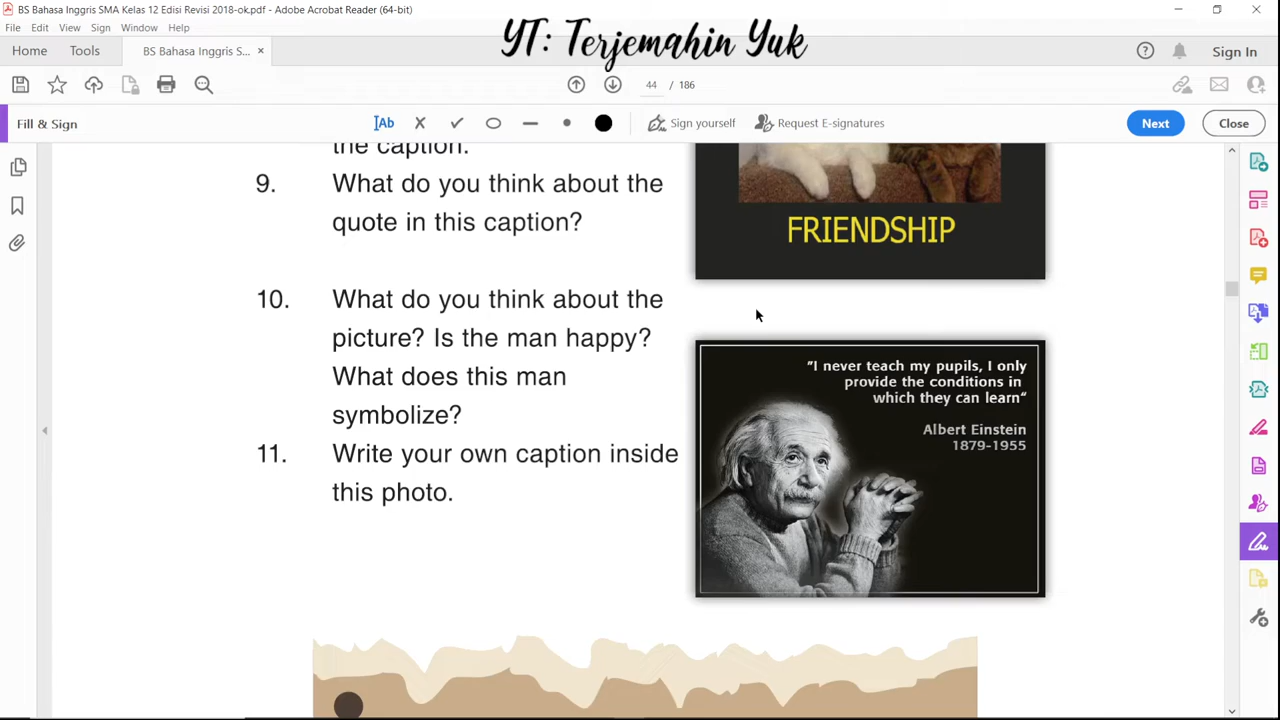 BS Bahasa Inggris SMA Kelas 12 Edisi Revisi 2018-ok.pdf - Adobe Acrobat Reader (64-bit)
YT: Terjemahin Yuk
File Edit View Sign Window Help
Home Tools BS Bahasa Inggris S... × Sign In
44 / 186
Fill & Sign
Ab
Sign yourself
Request E-signatures
Next
Close
the caption.
9. What do you think about the
quote in this caption?
FRIENDSHIP
10. What do you think about the
picture? Is the man happy?
What does this man
symbolize?
11. Write your own caption inside
this photo.
"I never teach my pupils, I only
provide the conditions in
which they can learn"
Albert Einstein
1879-1955